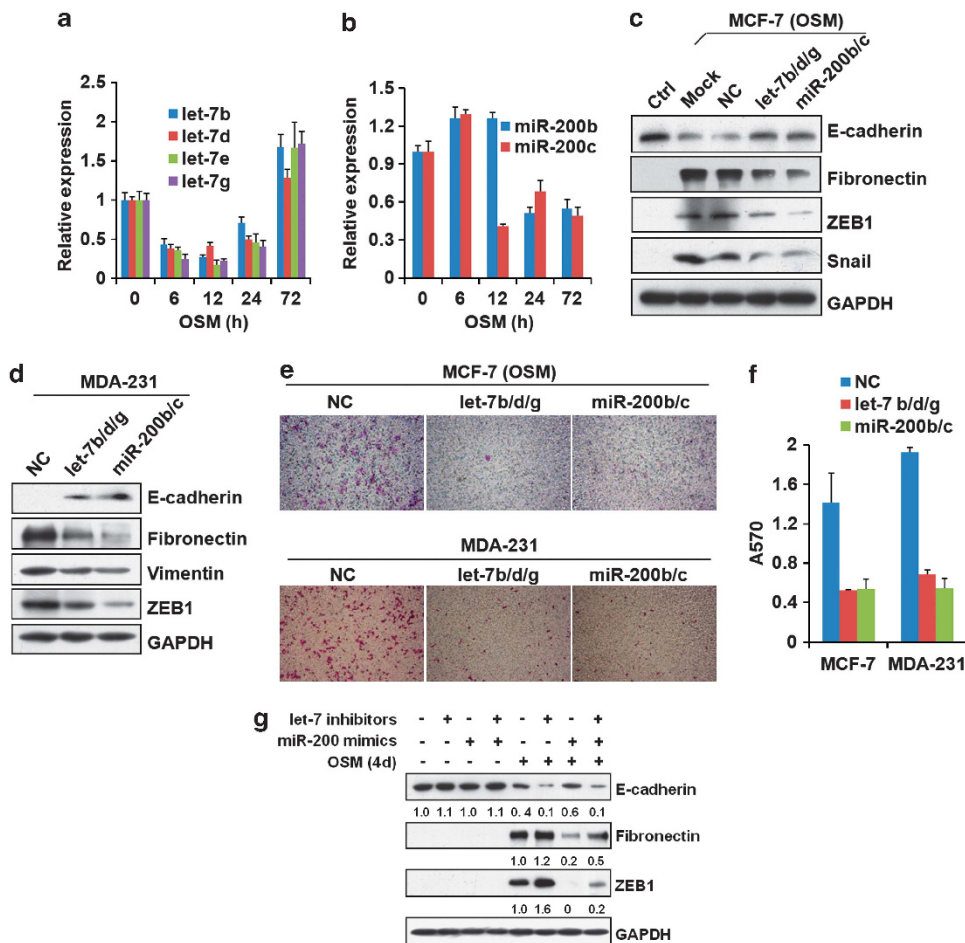 a
let-7b
let-7d
let-7e
let-7g
Relative expression
2.5
2
1.5
1
0.5
0
0 6 12 24 72
OSM (h)
b
miR-200b
miR-200c
Relative expression
1.5
1.2
0.9
0.6
0.3
0
0 6 12 24 72
OSM (h)
c
MCF-7 (OSM)
Ctrl Mock NC let-7b/d/g miR-200b/c
E-cadherin
Fibronectin
ZEB1
Snail
GAPDH
d
MDA-231
NC let-7b/d/g miR-200b/c
E-cadherin
Fibronectin
Vimentin
ZEB1
GAPDH
e
MCF-7 (OSM)
NC let-7b/d/g miR-200b/c
MDA-231
NC let-7b/d/g miR-200b/c
f
NC
let-7 b/d/g
miR-200b/c
A570
2
1.6
1.2
0.8
0.4
0
MCF-7 MDA-231
g
let-7 inhibitors - + - + - + - +
miR-200 mimics - - + + - - + +
OSM (4d) - - - - + + + +
E-cadherin
1.0 1.1 1.0 1.1 0.4 0.1 0.6 0.1
Fibronectin
1.0 1.2 0.2 0.5
ZEB1
1.0 1.6 0 0.2
GAPDH